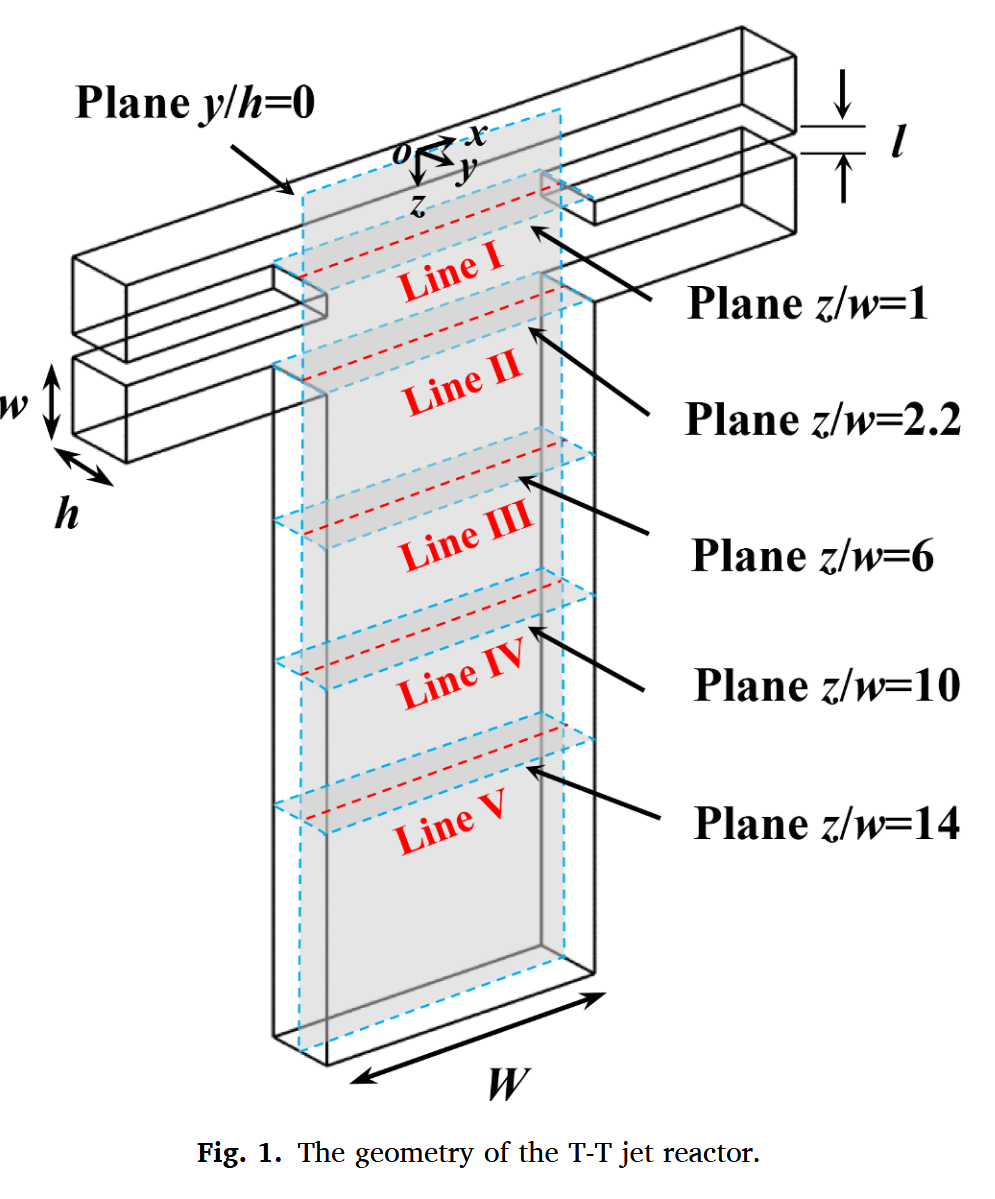 Plane y/h=0
o
x
y
z
l
Line I
Plane z/w=1
Line II
w
Plane z/w=2.2
h
Line III
Plane z/w=6
Line IV
Plane z/w=10
Line V
Plane z/w=14
W
Fig. 1. The geometry of the T-T jet reactor.